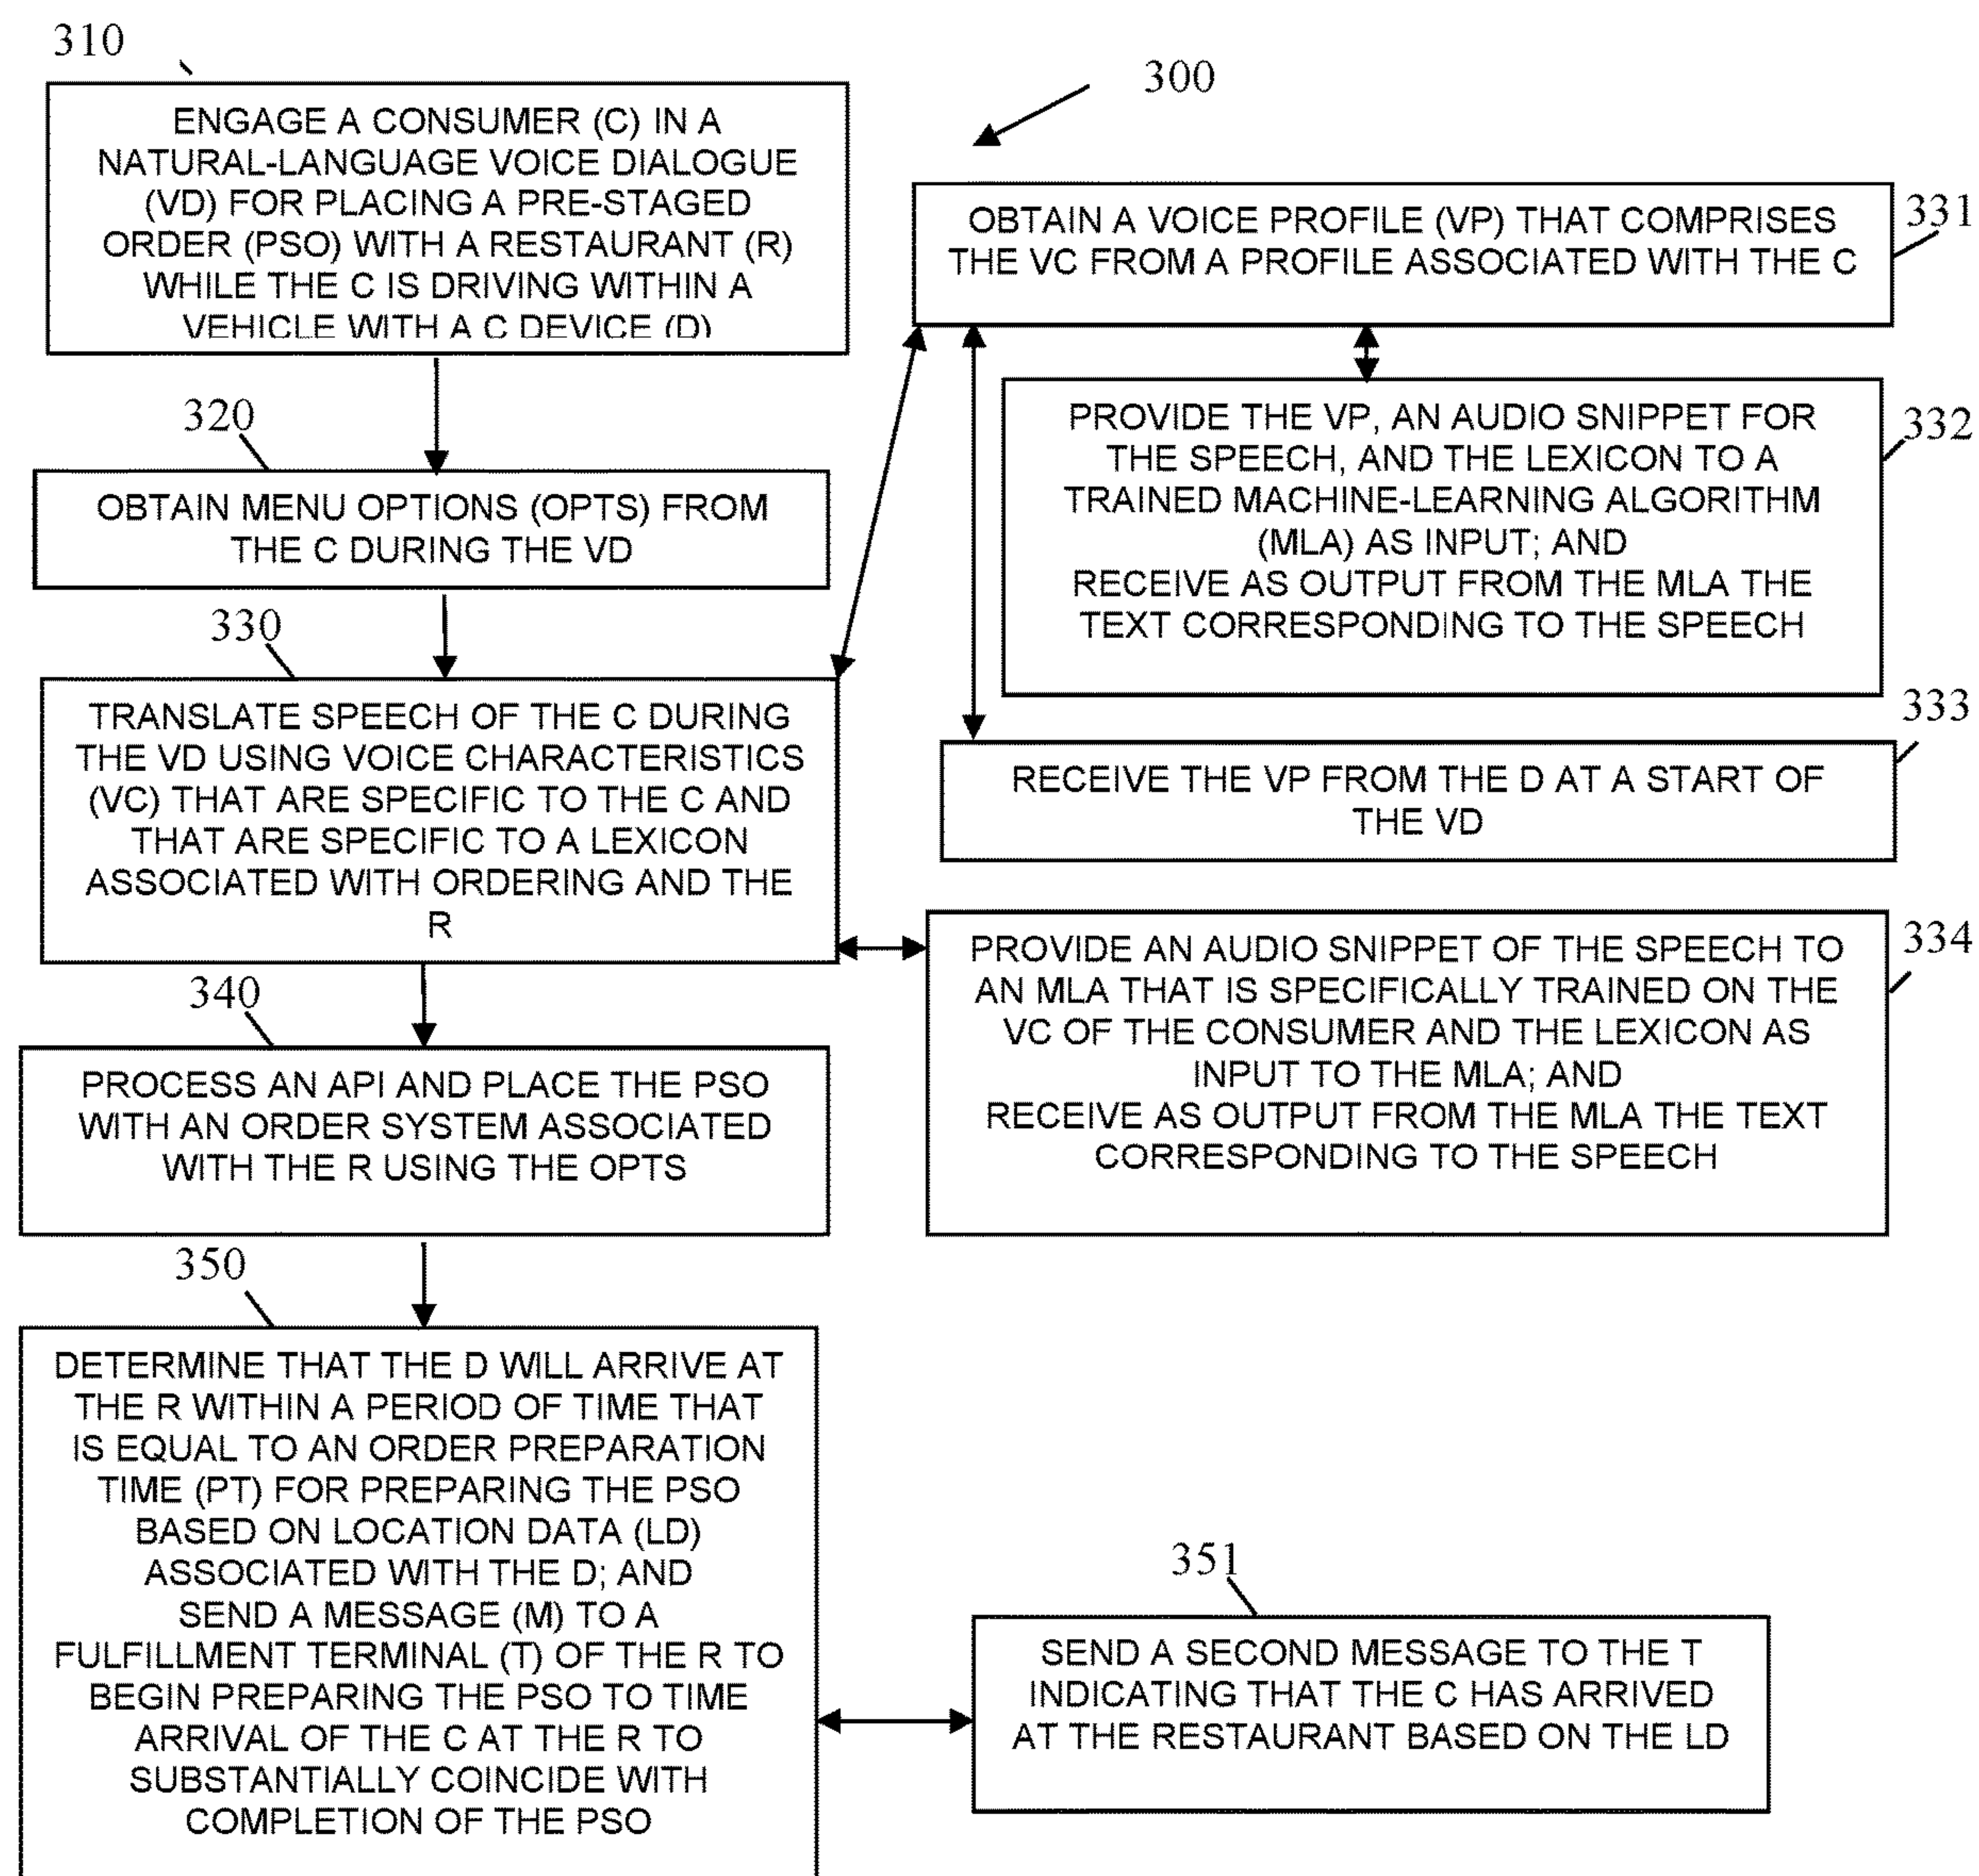 310
ENGAGE A CONSUMER (C) IN A
NATURAL-LANGUAGE VOICE DIALOGUE
(VD) FOR PLACING A PRE-STAGED
ORDER (PSO) WITH A RESTAURANT (R)
WHILE THE C IS DRIVING WITHIN A
VEHICLE WITH A C DEVICE (D)
300
320
OBTAIN MENU OPTIONS (OPTS) FROM
THE C DURING THE VD
330
TRANSLATE SPEECH OF THE C DURING
THE VD USING VOICE CHARACTERISTICS
(VC) THAT ARE SPECIFIC TO THE C AND
THAT ARE SPECIFIC TO A LEXICON
ASSOCIATED WITH ORDERING AND THE
R
331
OBTAIN A VOICE PROFILE (VP) THAT COMPRISES
THE VC FROM A PROFILE ASSOCIATED WITH THE C
332
PROVIDE THE VP, AN AUDIO SNIPPET FOR
THE SPEECH, AND THE LEXICON TO A
TRAINED MACHINE-LEARNING ALGORITHM
(MLA) AS INPUT; AND
RECEIVE AS OUTPUT FROM THE MLA THE
TEXT CORRESPONDING TO THE SPEECH
333
RECEIVE THE VP FROM THE D AT A START OF
THE VD
334
PROVIDE AN AUDIO SNIPPET OF THE SPEECH TO
AN MLA THAT IS SPECIFICALLY TRAINED ON THE
VC OF THE CONSUMER AND THE LEXICON AS
INPUT TO THE MLA; AND
RECEIVE AS OUTPUT FROM THE MLA THE TEXT
CORRESPONDING TO THE SPEECH
340
PROCESS AN API AND PLACE THE PSO
WITH AN ORDER SYSTEM ASSOCIATED
WITH THE R USING THE OPTS
350
DETERMINE THAT THE D WILL ARRIVE AT
THE R WITHIN A PERIOD OF TIME THAT
IS EQUAL TO AN ORDER PREPARATION
TIME (PT) FOR PREPARING THE PSO
BASED ON LOCATION DATA (LD)
ASSOCIATED WITH THE D; AND
SEND A MESSAGE (M) TO A
FULFILLMENT TERMINAL (T) OF THE R TO
BEGIN PREPARING THE PSO TO TIME
ARRIVAL OF THE C AT THE R TO
SUBSTANTIALLY COINCIDE WITH
COMPLETION OF THE PSO
351
SEND A SECOND MESSAGE TO THE T
INDICATING THAT THE C HAS ARRIVED
AT THE RESTAURANT BASED ON THE LD